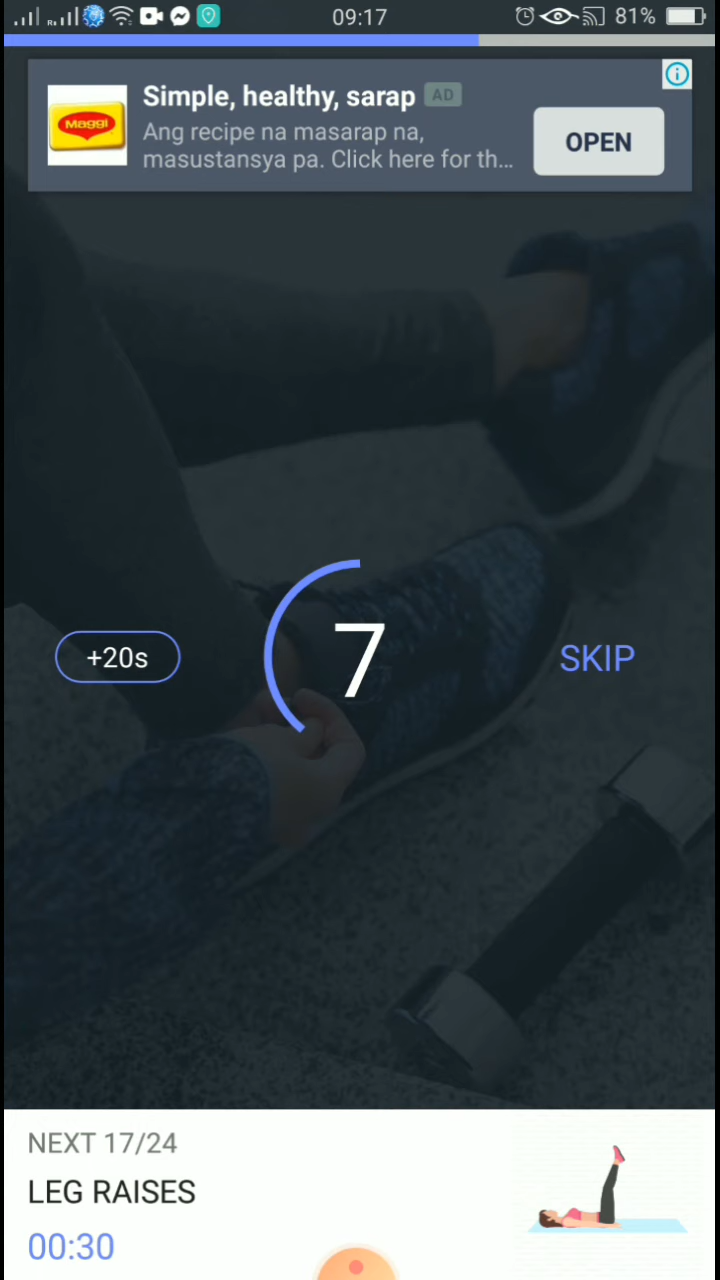 09:17
81%
Maggi
Simple, healthy, sarap AD
Ang recipe na masarap na,
masustansya pa. Click here for th...
OPEN
+20s
7
SKIP
NEXT 17/24
LEG RAISES
00:30